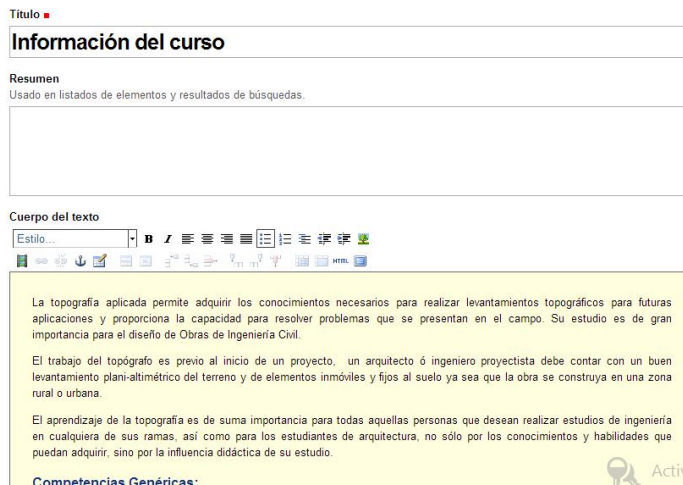 Título
Información del curso
Resumen
Usado en listados de elementos y resultados de búsquedas.
Cuerpo del texto
Estilo...
B I
HTML
La topografía aplicada permite adquirir los conocimientos necesarios para realizar levantamientos topográficos para futuras
aplicaciones y proporciona la capacidad para resolver problemas que se presentan en el campo. Su estudio es de gran
importancia para el diseño de Obras de Ingeniería Civil.
El trabajo del topógrafo es previo al inicio de un proyecto, un arquitecto ó ingeniero proyectista debe contar con un buen
levantamiento plani-altimétrico del terreno y de elementos inmóviles y fijos al suelo ya sea que la obra se construya en una zona
rural o urbana.
El aprendizaje de la topografía es de suma importancia para todas aquellas personas que desean realizar estudios de ingeniería
en cualquiera de sus ramas, así como para los estudiantes de arquitectura, no sólo por los conocimientos y habilidades que
puedan adquirir, sino por la influencia didáctica de su estudio.
Competencias Genéricas:
Activ